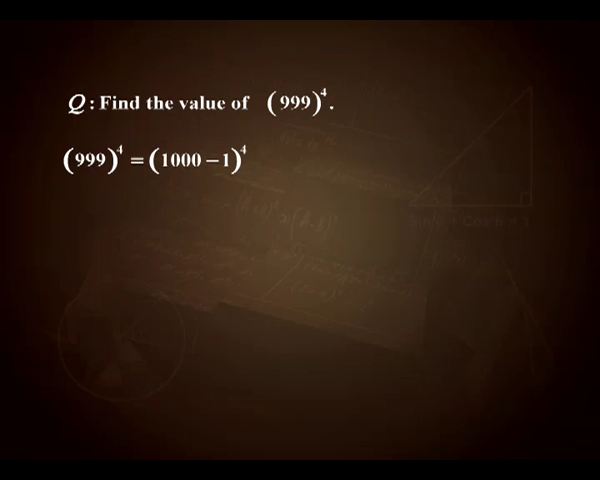 Q : Find the value of (999)⁴.
(999)⁴ = (1000 − 1)⁴